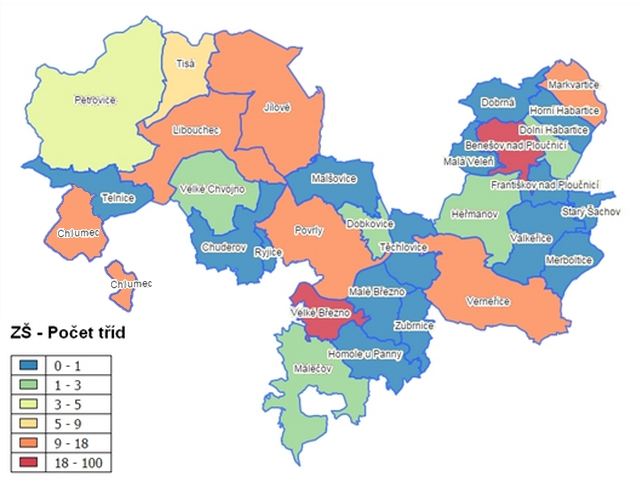 Petrovice
Tisá
Jílové
Libouchec
Telnice
Chlumec
Chlumec
Velké Chvojno
Chuderov
Ryjice
Malšovice
Povrly
Dobkovice
Těchlovice
Malé Březno
Velké Březno
Zubrnice
Homole u Panny
Malečov
Verneřice
Heřmanov
Valkeřice
Merboltice
Starý Šachov
Františkov nad Ploučnicí
Malá Veleň
Benešov nad Ploučnicí
Dolní Habartice
Horní Habartice
Dobrná
Markvartice
ZŠ - Počet tříd
0 - 1
1 - 3
3 - 5
5 - 9
9 - 18
18 - 100